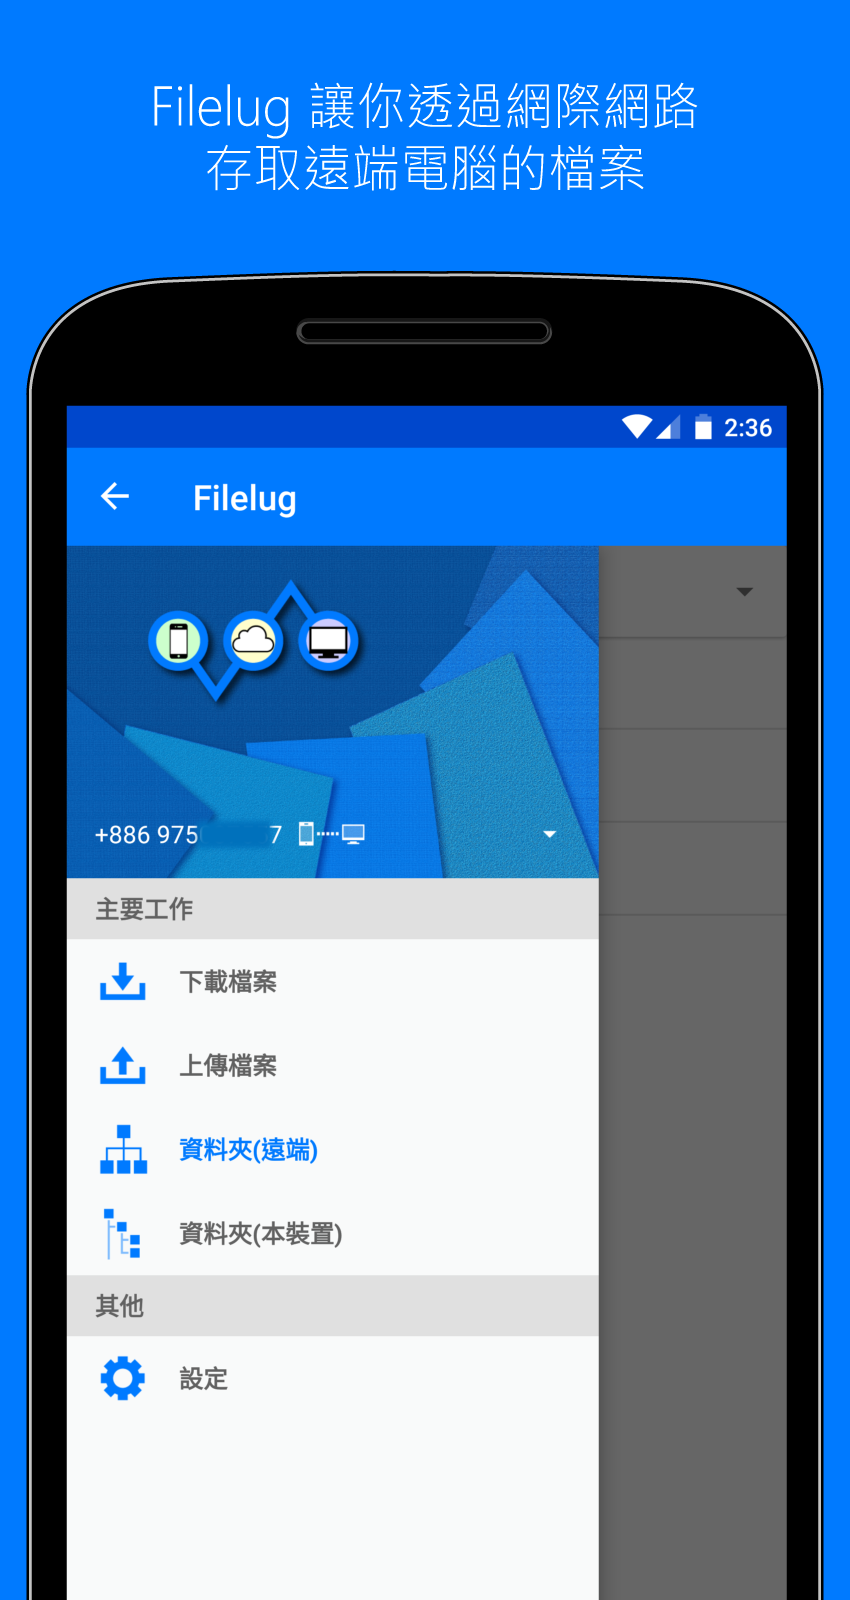 Filelug 讓你透過網際網路
存取遠端電腦的檔案
2:36
Filelug
+886 975 7
主要工作
下載檔案
上傳檔案
資料夾(遠端)
資料夾(本裝置)
其他
設定